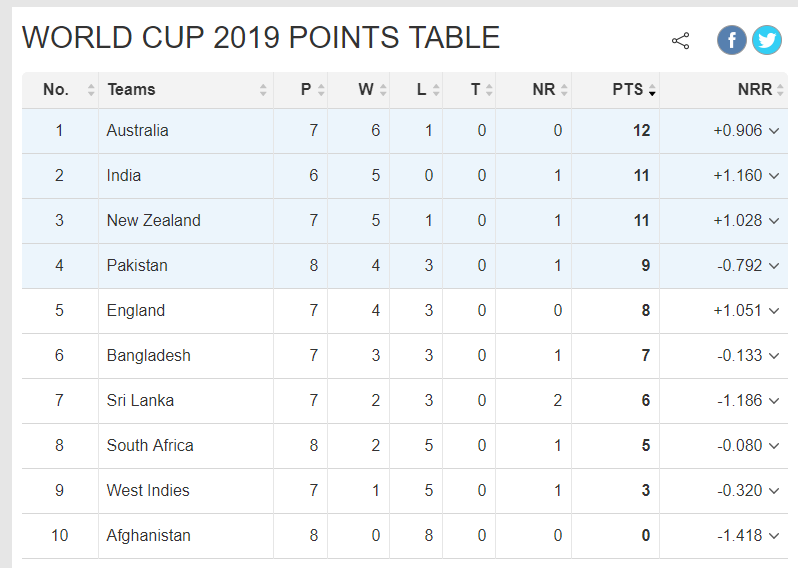 WORLD CUP 2019 POINTS TABLE
f
No. Teams P W L T NR PTS NRR
1 Australia 7 6 1 0 0 12 +0.906
2 India 6 5 0 0 1 11 +1.160
3 New Zealand 7 5 1 0 1 11 +1.028
4 Pakistan 8 4 3 0 1 9 -0.792
5 England 7 4 3 0 0 8 +1.051
6 Bangladesh 7 3 3 0 1 7 -0.133
7 Sri Lanka 7 2 3 0 2 6 -1.186
8 South Africa 8 2 5 0 1 5 -0.080
9 West Indies 7 1 5 0 1 3 -0.320
10 Afghanistan 8 0 8 0 0 0 -1.418